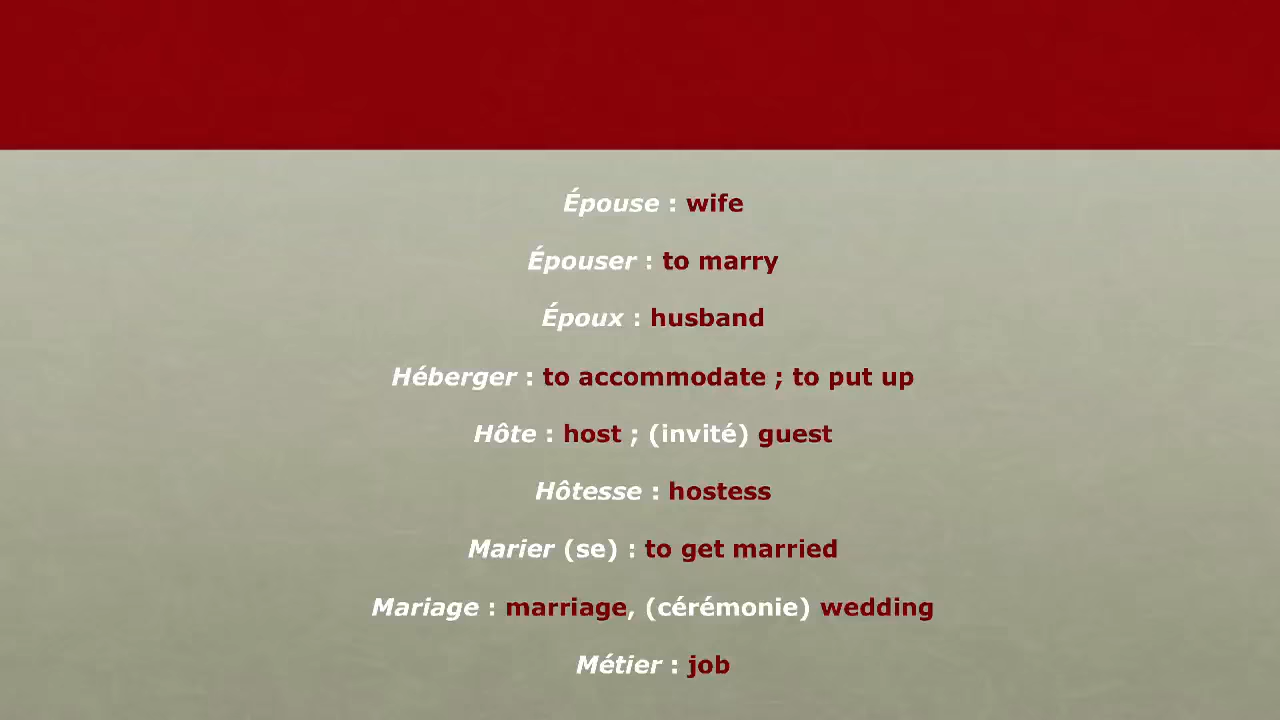 Épouse : wife
Épouser : to marry
Époux : husband
Héberger : to accommodate ; to put up
Hôte : host ; (invité) guest
Hôtesse : hostess
Marier (se) : to get married
Mariage : marriage, (cérémonie) wedding
Métier : job